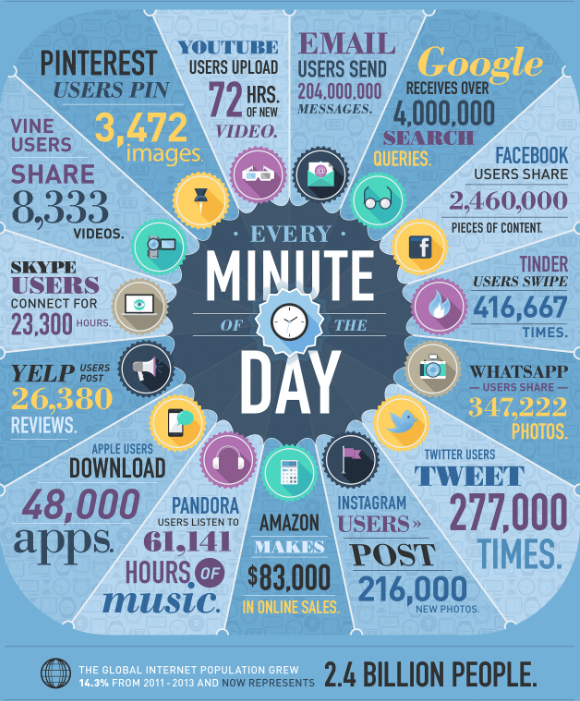 EVERY
MINUTE
OF THE
DAY
EMAIL
USERS SEND
204,000,000
MESSAGES.
Google
RECEIVES OVER
4,000,000
SEARCH
QUERIES.
FACEBOOK
USERS SHARE
2,460,000
PIECES OF CONTENT.
TINDER
USERS SWIPE
416,667
TIMES.
WHATSAPP
USERS SHARE
347,222
PHOTOS.
TWITTER USERS
TWEET
277,000
TIMES.
INSTAGRAM
USERS»
POST
216,000
NEW PHOTOS.
AMAZON
MAKES
$83,000
IN ONLINE SALES.
PANDORA
USERS LISTEN TO
61,141
HOURS OF
music.
APPLE USERS
DOWNLOAD
48,000
apps.
YELP USERS POST
26,380
REVIEWS.
SKYPE
USERS
CONNECT FOR
23,300 HOURS.
VINE
USERS
SHARE
8,333
VIDEOS.
PINTEREST
USERS PIN
3,472
images.
YOUTUBE
USERS UPLOAD
72 HRS.
OF NEW
VIDEO.
f
THE GLOBAL INTERNET POPULATION GREW
14.3% FROM 2011-2013 AND NOW REPRESENTS 2.4 BILLION PEOPLE.